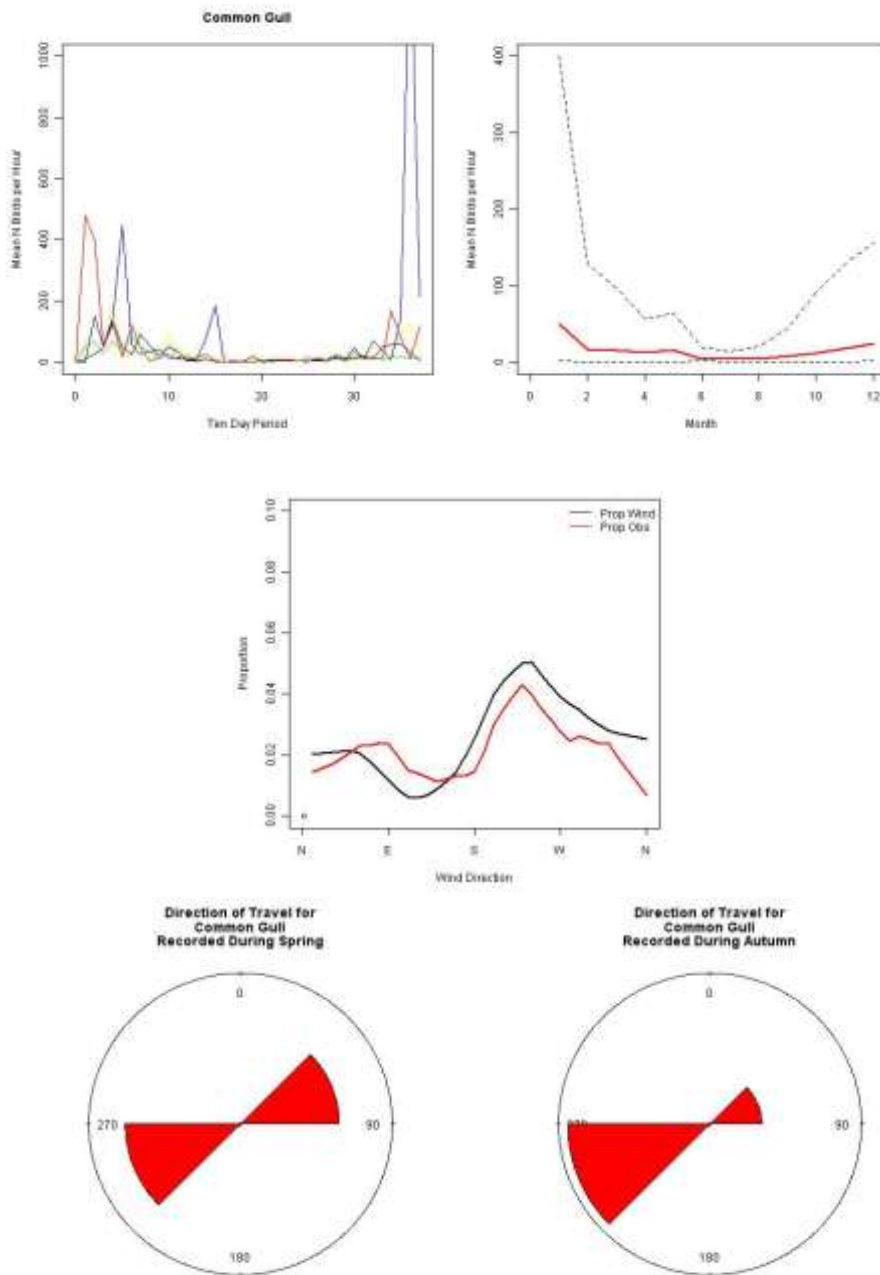 Common Gull
Mean N Birds per Hour
0 200 400 600 800 1000
0 10 20 30
Ten Day Period
Mean N Birds per Hour
0 100 200 300 400
0 2 4 6 8 10 12
Month
Prop Wind
Prop Obs
Proportion
0.00 0.02 0.04 0.06 0.08 0.10
N E S W N
Wind Direction
Direction of Travel for
Common Gull
Recorded During Spring
0
270 90
180
Direction of Travel for
Common Gull
Recorded During Autumn
0
270 90
180